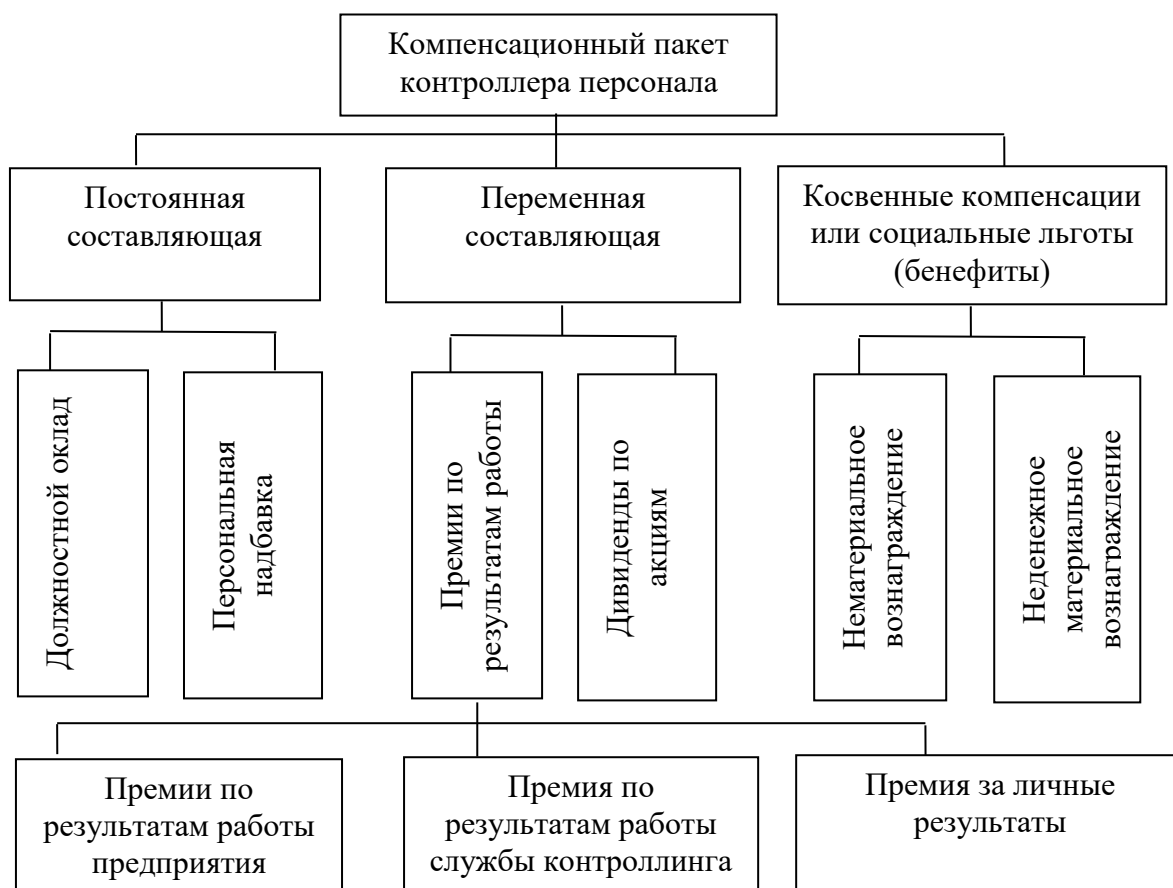 Компенсационный пакет
контроллера персонала
Постоянная
составляющая
Переменная
составляющая
Косвенные компенсации
или социальные льготы
(бенефиты)
Должностной оклад
Персональная
надбавка
Премии по
результатам работы
Дивиденды по
акциям
Нематериальное
вознаграждение
Неденежное
материальное
вознаграждение
Премии по
результатам работы
предприятия
Премия по
результатам работы
службы контроллинга
Премия за личные
результаты